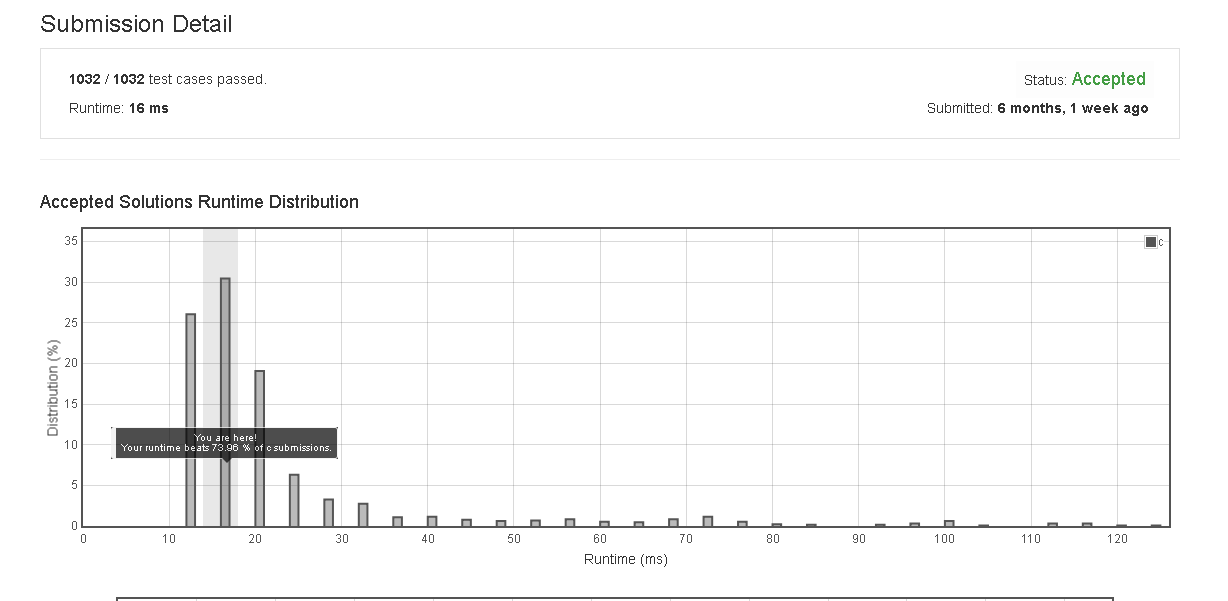 Submission Detail
1032 / 1032 test cases passed.
Status: Accepted
Runtime: 16 ms
Submitted: 6 months, 1 week ago
Accepted Solutions Runtime Distribution
c
35
30
25
20
15
10
5
0
Distribution (%)
You are here!
Your runtime beats 73.96 % of c submissions.
0 10 20 30 40 50 60 70 80 90 100 110 120
Runtime (ms)